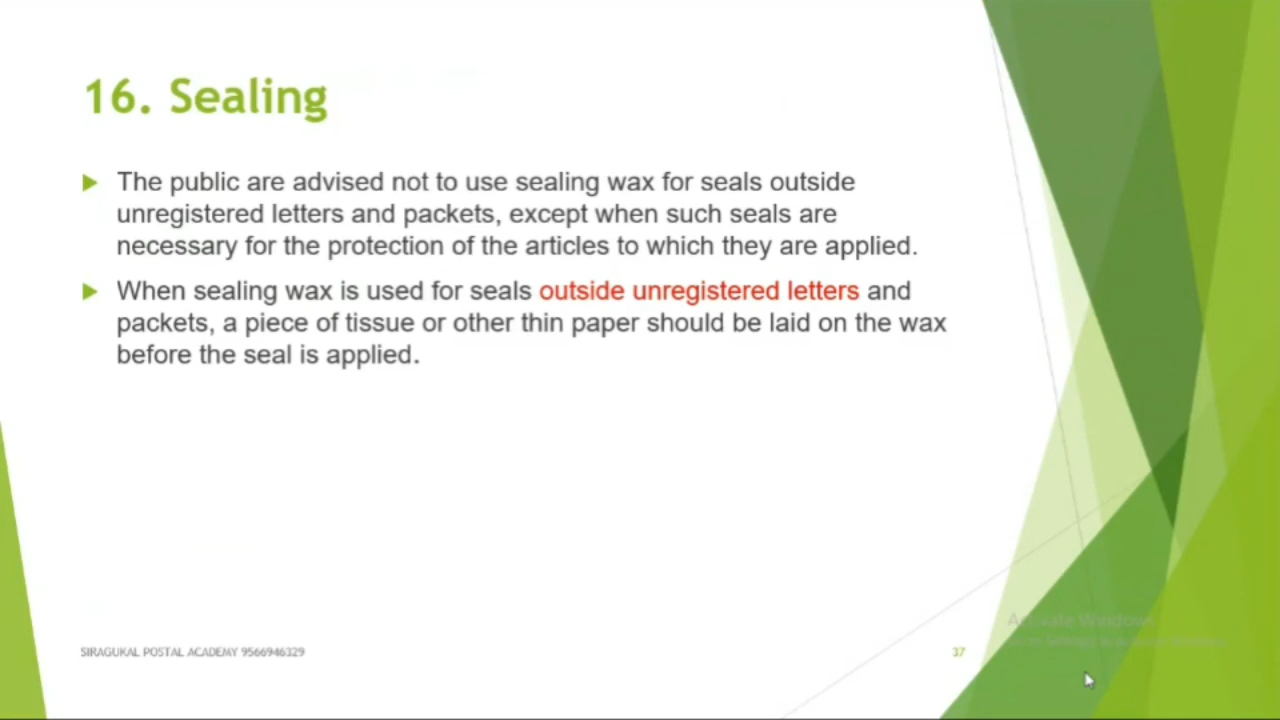 16. Sealing
The public are advised not to use sealing wax for seals outside
unregistered letters and packets, except when such seals are
necessary for the protection of the articles to which they are applied.
When sealing wax is used for seals outside unregistered letters and
packets, a piece of tissue or other thin paper should be laid on the wax
before the seal is applied.
Activate Windows
SIRAGUKAL POSTAL ACADEMY 9566946329
37